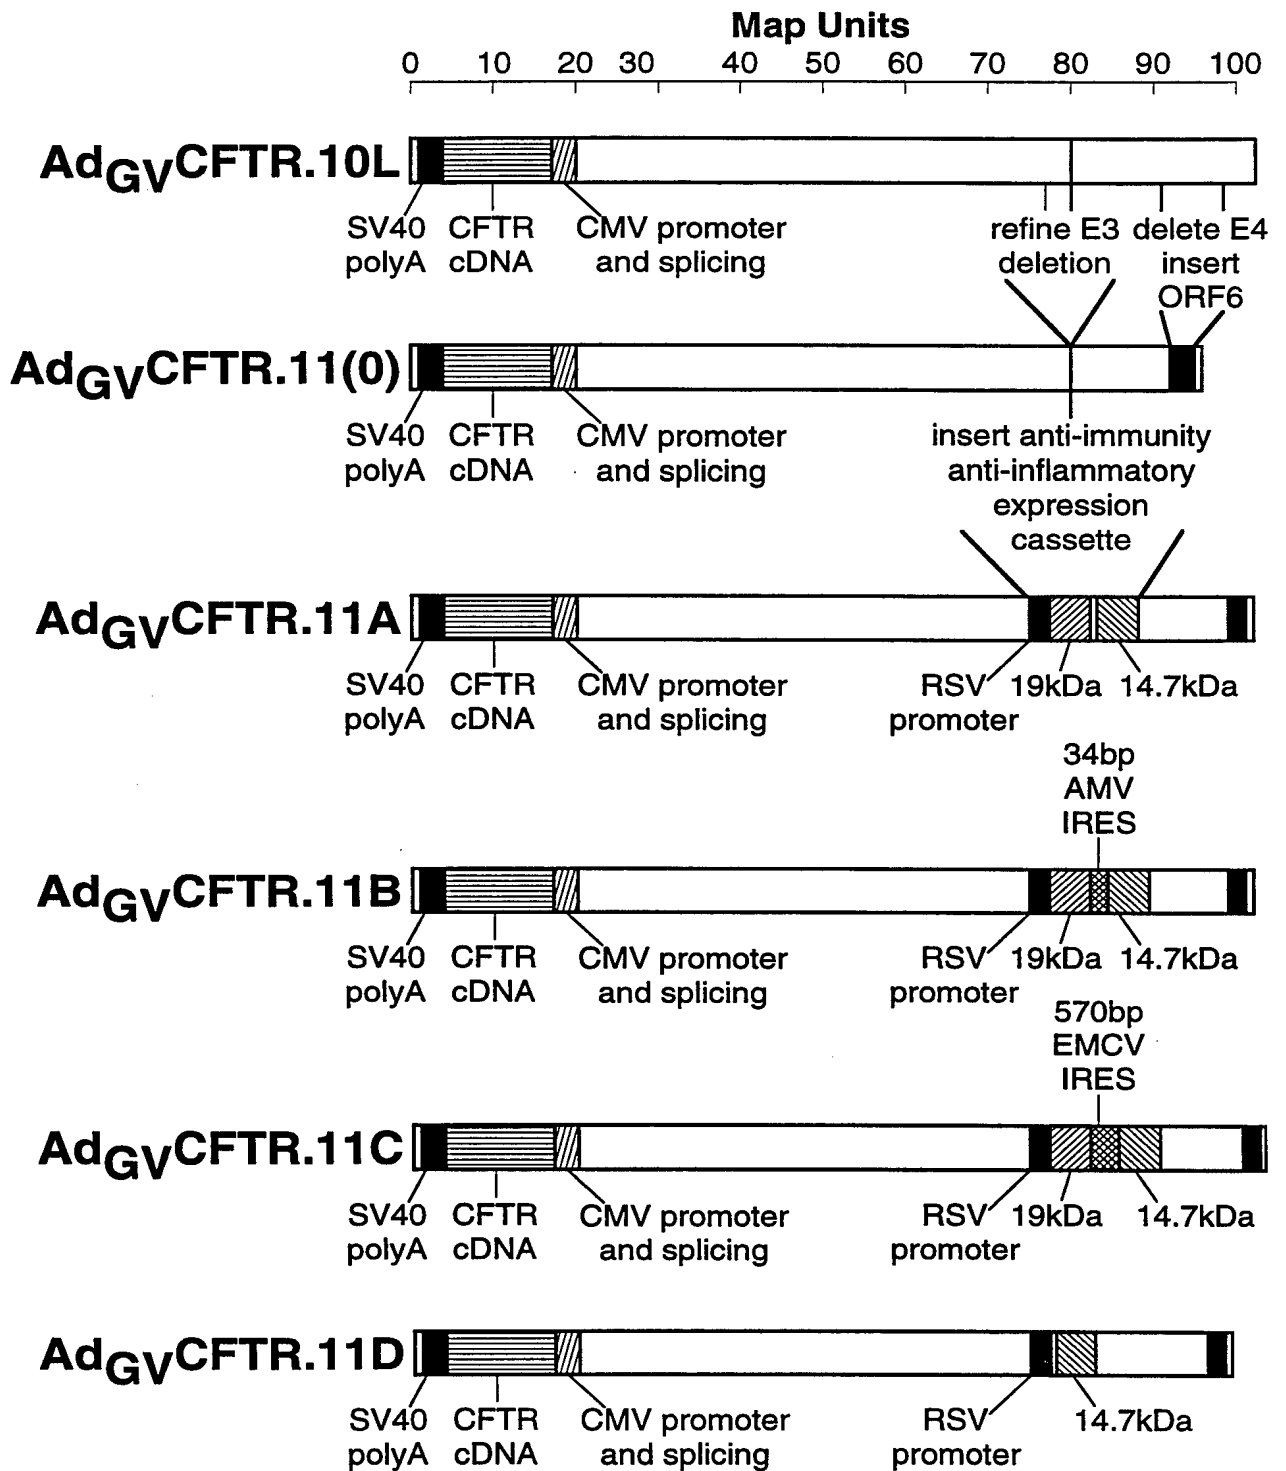 Map Units
0 10 20 30 40 50 60 70 80 90 100
AdGVCFTR.10L
SV40 CFTR CMV promoter refine E3 delete E4
polyA cDNA and splicing deletion insert
ORF6
AdGVCFTR.11(0)
SV40 CFTR CMV promoter insert anti-immunity
polyA cDNA and splicing anti-inflammatory
expression
cassette
AdGVCFTR.11A
SV40 CFTR CMV promoter RSV 19kDa 14.7kDa
polyA cDNA and splicing promoter
34bp
AMV
IRES
AdGVCFTR.11B
SV40 CFTR CMV promoter RSV 19kDa 14.7kDa
polyA cDNA and splicing promoter
570bp
EMCV
IRES
AdGVCFTR.11C
SV40 CFTR CMV promoter RSV 19kDa 14.7kDa
polyA cDNA and splicing promoter
AdGVCFTR.11D
SV40 CFTR CMV promoter RSV 14.7kDa
polyA cDNA and splicing promoter